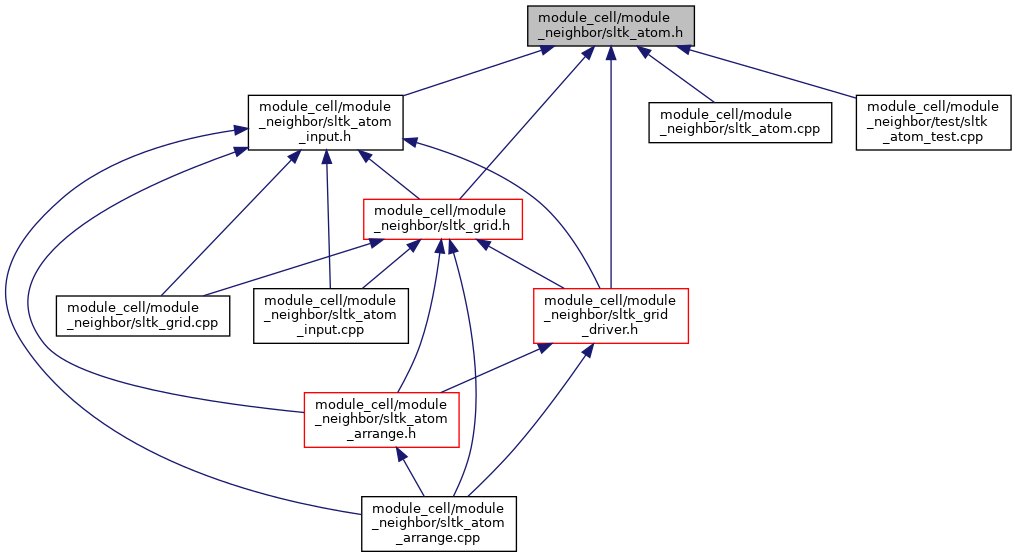 module_cell/module
_neighbor/sltk_atom.h
module_cell/module
_neighbor/sltk_atom
_input.h
module_cell/module
_neighbor/sltk_atom.cpp
module_cell/module
_neighbor/test/sltk
_atom_test.cpp
module_cell/module
_neighbor/sltk_grid.h
module_cell/module
_neighbor/sltk_grid.cpp
module_cell/module
_neighbor/sltk_atom
_input.cpp
module_cell/module
_neighbor/sltk_grid
_driver.h
module_cell/module
_neighbor/sltk_atom
_arrange.h
module_cell/module
_neighbor/sltk_atom
_arrange.cpp